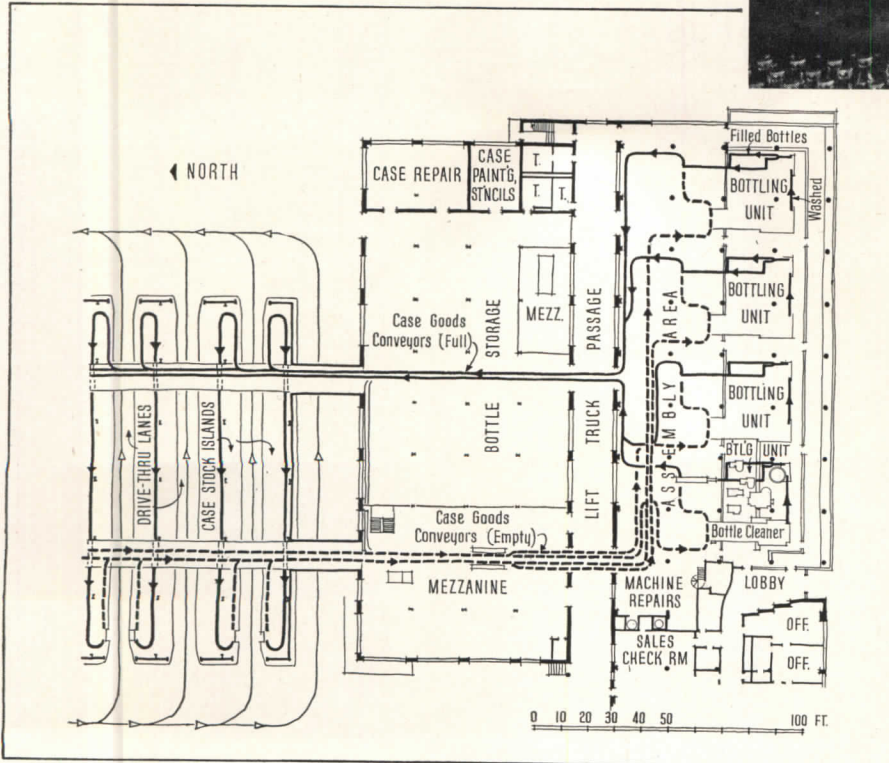 NORTH
CASE REPAIR
CASE
PAINT'G,
STNCILS
T.
T.
T.
Filled Bottles
BOTTLING
UNIT
Washed
MEZZ.
STORAGE
PASSAGE
AREA
BOTTLING
UNIT
Case Goods
Conveyors (Full)
BOTTLE
LIFT TRUCK
ASSEMBLY
BOTTLING
UNIT
BTL'G UNIT
DRIVE-THRU LANES
CASE STOCK ISLANDS
Case Goods
Conveyors (Empty)
Bottle Cleaner
MEZZANINE
MACHINE
REPAIRS
LOBBY
SALES
CHECK RM
OFF.
OFF.
0 10 20 30 40 50 100 FT.